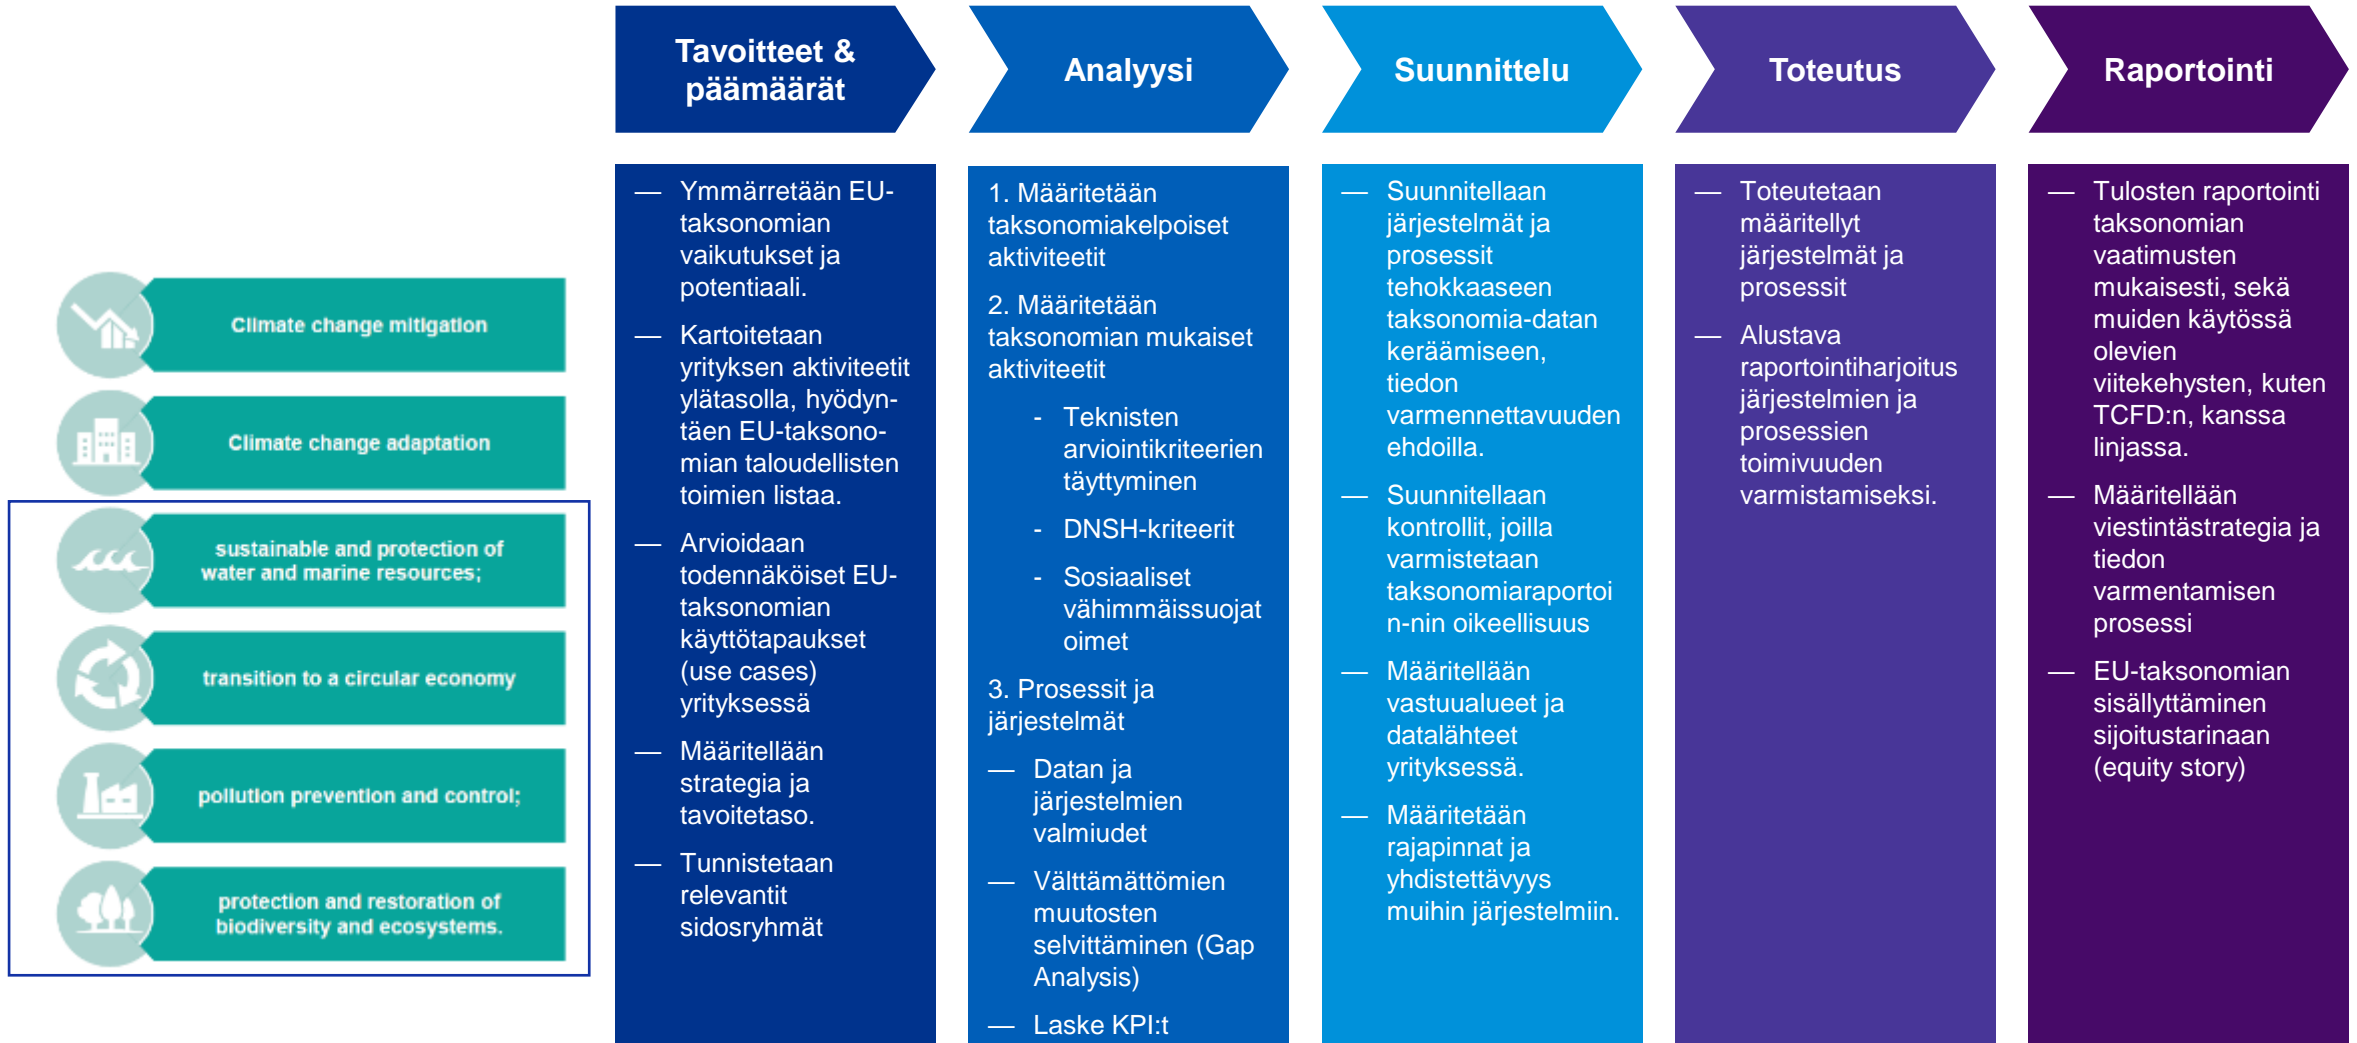 Climate change mitigation
Climate change adaptation
sustainable and protection of
water and marine resources;
transition to a circular economy
pollution prevention and control;
protection and restoration of
biodiversity and ecosystems.
Tavoitteet &
päämäärät
— Ymmärretään EU-
taksonomian
vaikutukset ja
potentiaali.
— Kartoitetaan
yrityksen aktiviteetit
ylätasolla, hyödyn-
täen EU-taksono-
mian taloudellisten
toimien listaa.
— Arvioidaan
todennäköiset EU-
taksonomian
käyttötapaukset
(use cases)
yrityksessä
— Määritellään
strategia ja
tavoitetaso.
— Tunnistetaan
relevantit
sidosryhmät
Analyysi
1. Määritetään
taksonomiakelpoiset
aktiviteetit
2. Määritetään
taksonomian mukaiset
aktiviteetit
- Teknisten
arviointikriteerien
täyttyminen
- DNSH-kriteerit
- Sosiaaliset
vähimmäissuojat
oimet
3. Prosessit ja
järjestelmät
— Datan ja
järjestelmien
valmiudet
— Välttämättömien
muutosten
selvittäminen (Gap
Analysis)
— Laske KPI:t
Suunnittelu
— Suunnitellaan
järjestelmät ja
prosessit
tehokkaaseen
taksonomia-datan
keräämiseen,
tiedon
varmennettavuuden
ehdoilla.
— Suunnitellaan
kontrollit, joilla
varmistetaan
taksonomiaraportoi
n-nin oikeellisuus
— Määritellään
vastuualueet ja
datalähteet
yrityksessä.
— Määritetään
rajapinnat ja
yhdistettävyys
muihin järjestelmiin.
Toteutus
— Toteutetaan
määritellyt
järjestelmät ja
prosessit
— Alustava
raportointiharjoitus
järjestelmien ja
prosessien
toimivuuden
varmistamiseksi.
Raportointi
— Tulosten raportointi
taksonomian
vaatimusten
mukaisesti, sekä
muiden käytössä
olevien
viitekehysten, kuten
TCFD:n, kanssa
linjassa.
— Määritellään
viestintästrategia ja
tiedon
varmentamisen
prosessi
— EU-taksonomian
sisällyttäminen
sijoitustarinaan
(equity story)